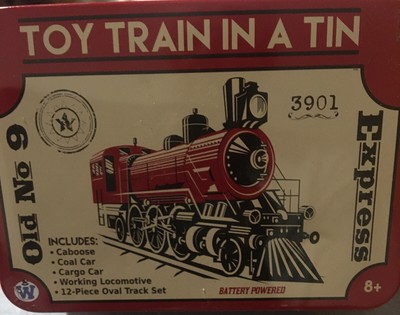 TOY TRAIN IN A TIN
3901
Express
Old No 9
INCLUDES:
• Caboose
• Coal Car
• Cargo Car
• Working Locomotive
• 12-Piece Oval Track Set
BATTERY POWERED
8+
W